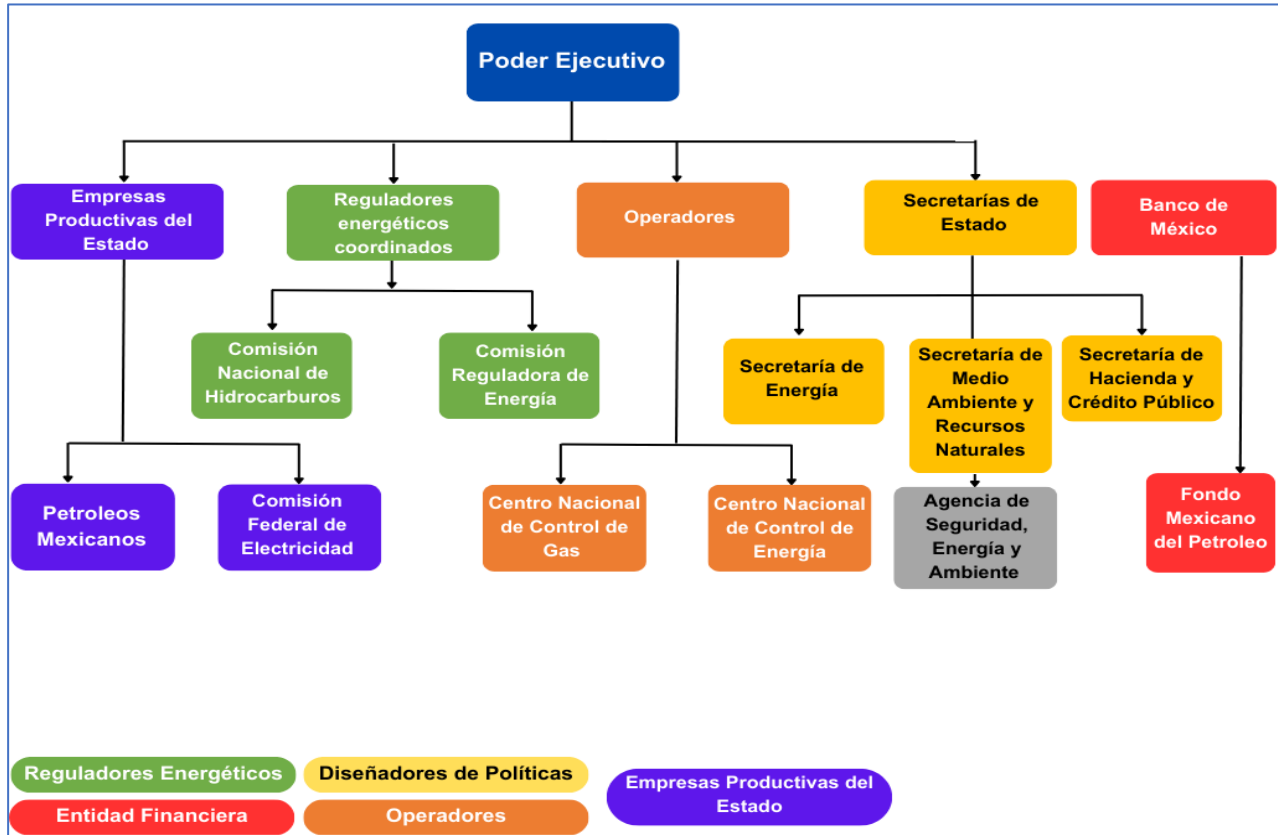 Poder Ejecutivo
Empresas
Productivas del
Estado
Reguladores
energéticos
coordinados
Operadores
Secretarías de
Estado
Banco de
México
Comisión
Nacional de
Hidrocarburos
Comisión
Reguladora de
Energía
Secretaría de
Energía
Secretaría de
Medio
Ambiente y
Recursos
Naturales
Secretaría de
Hacienda y
Crédito Público
Petroleos
Mexicanos
Comisión
Federal de
Electricidad
Centro Nacional
de Control de
Gas
Centro Nacional
de Control de
Energía
Agencia de
Seguridad,
Energía y
Ambiente
Fondo
Mexicano
del Petroleo
Reguladores Energéticos
Diseñadores de Políticas
Empresas Productivas del
Estado
Entidad Financiera
Operadores